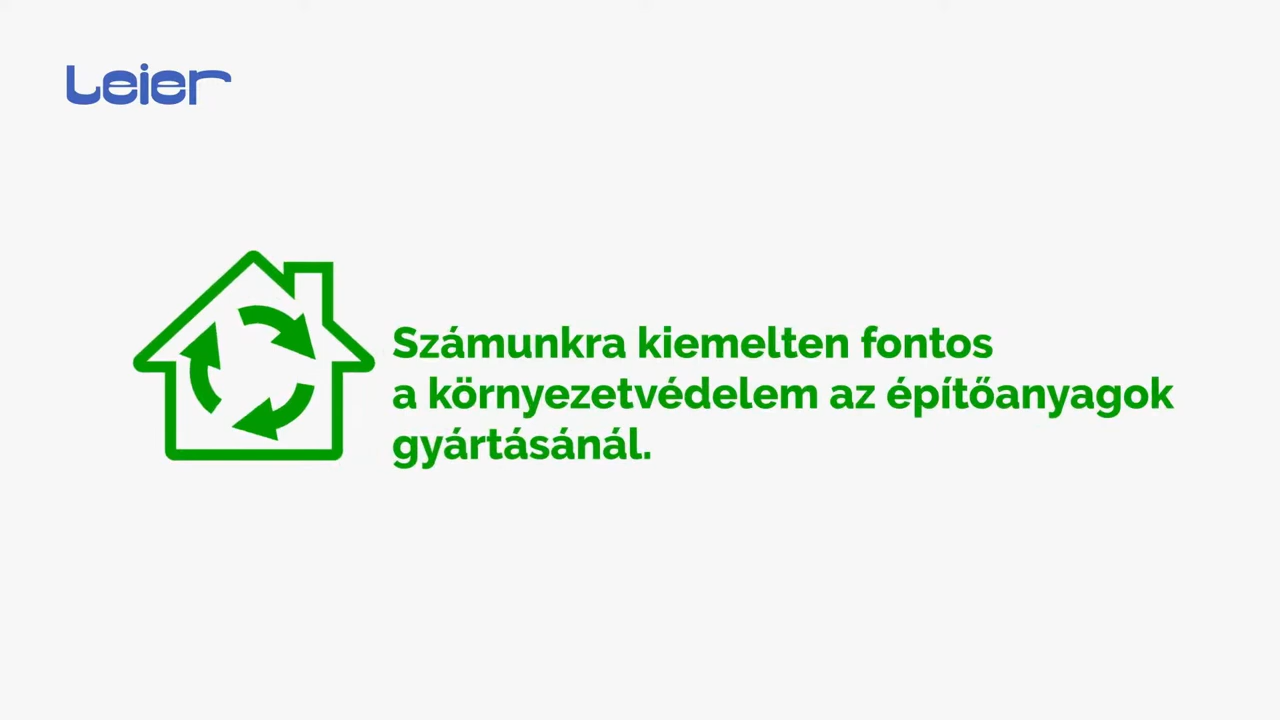 Leier
Számunkra kiemelten fontos
a környezetvédelem az építőanyagok
gyártásánál.